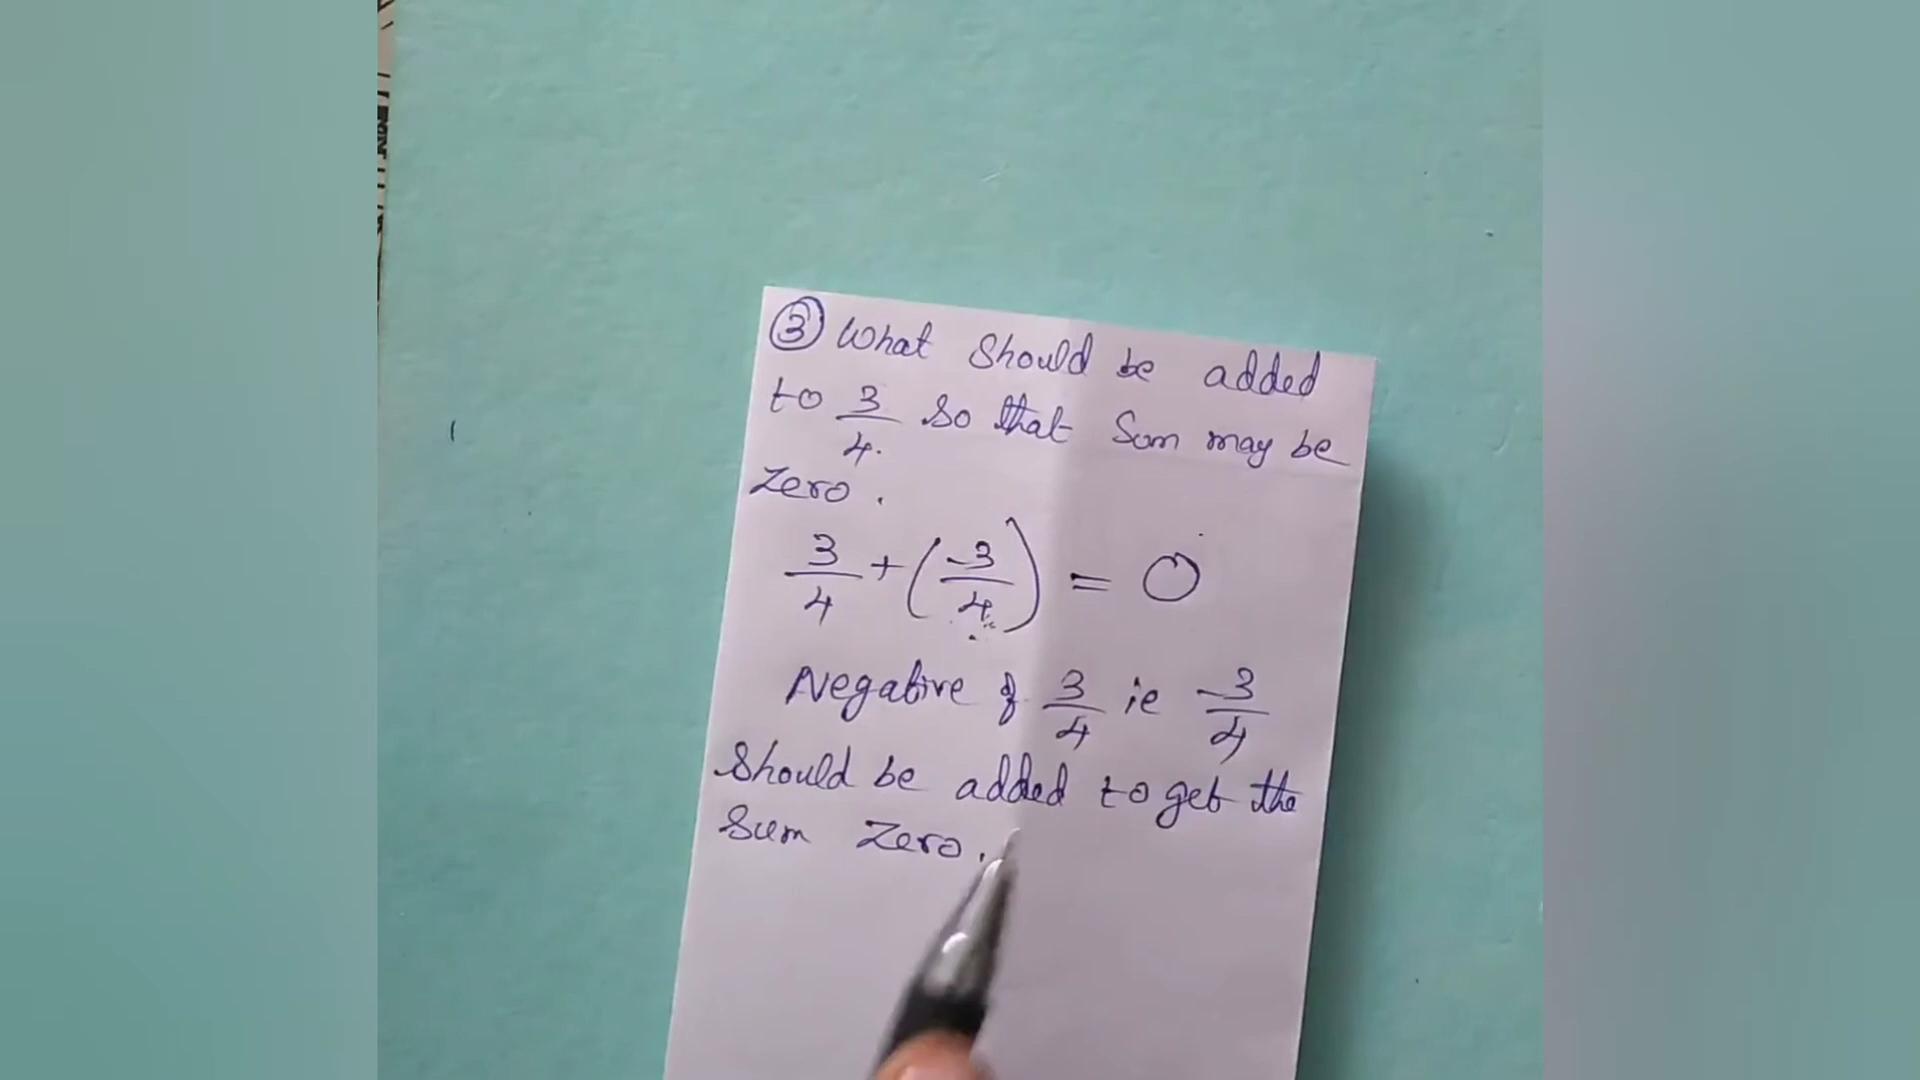 ③ What should be added
to 3/4 so that Sum may be
Zero.
3/4 + (-3/4) = 0
Negative of 3/4 ie -3/4
should be added to get the
Sum Zero.